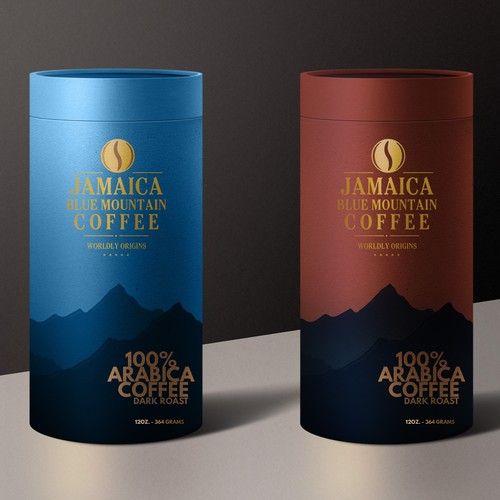 JAMAICA
BLUE MOUNTAIN
COFFEE
WORLDLY ORIGINS
100%
ARABICA
COFFEE
DARK ROAST
12OZ. - 364 GRAMS
JAMAICA
BLUE MOUNTAIN
COFFEE
WORLDLY ORIGINS
100%
ARABICA
COFFEE
DARK ROAST
12OZ. - 364 GRAMS